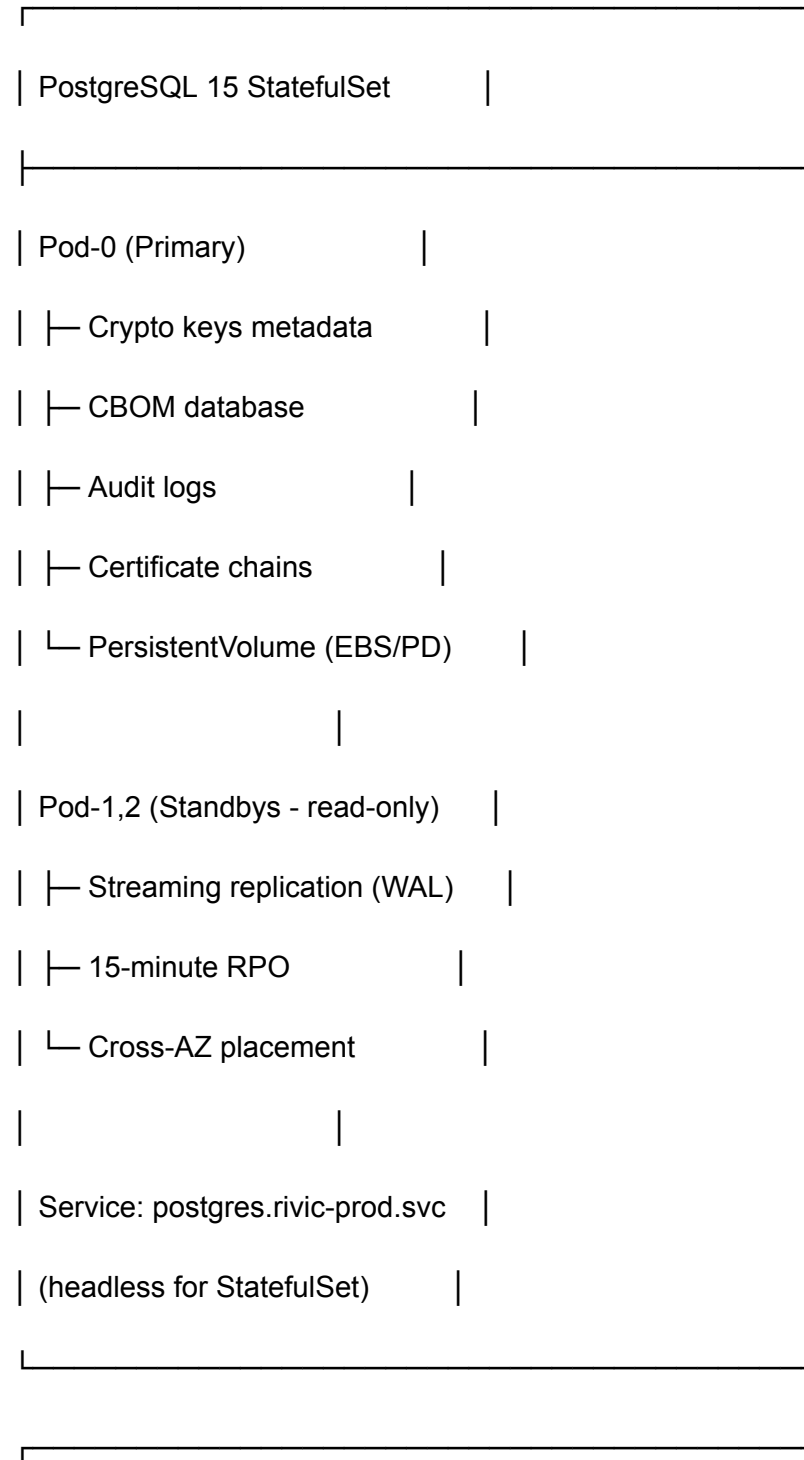 ┌──────────────────────────────────────
│ PostgreSQL 15 StatefulSet │
├──────────────────────────────────────
│ Pod-0 (Primary) │
│ ├─ Crypto keys metadata │
│ ├─ CBOM database │
│ ├─ Audit logs │
│ ├─ Certificate chains │
│ └─ PersistentVolume (EBS/PD) │
│ │
│ Pod-1,2 (Standbys - read-only) │
│ ├─ Streaming replication (WAL) │
│ ├─ 15-minute RPO │
│ └─ Cross-AZ placement │
│ │
│ Service: postgres.rivic-prod.svc │
│ (headless for StatefulSet) │
└──────────────────────────────────────
┌──────────────────────────────────────